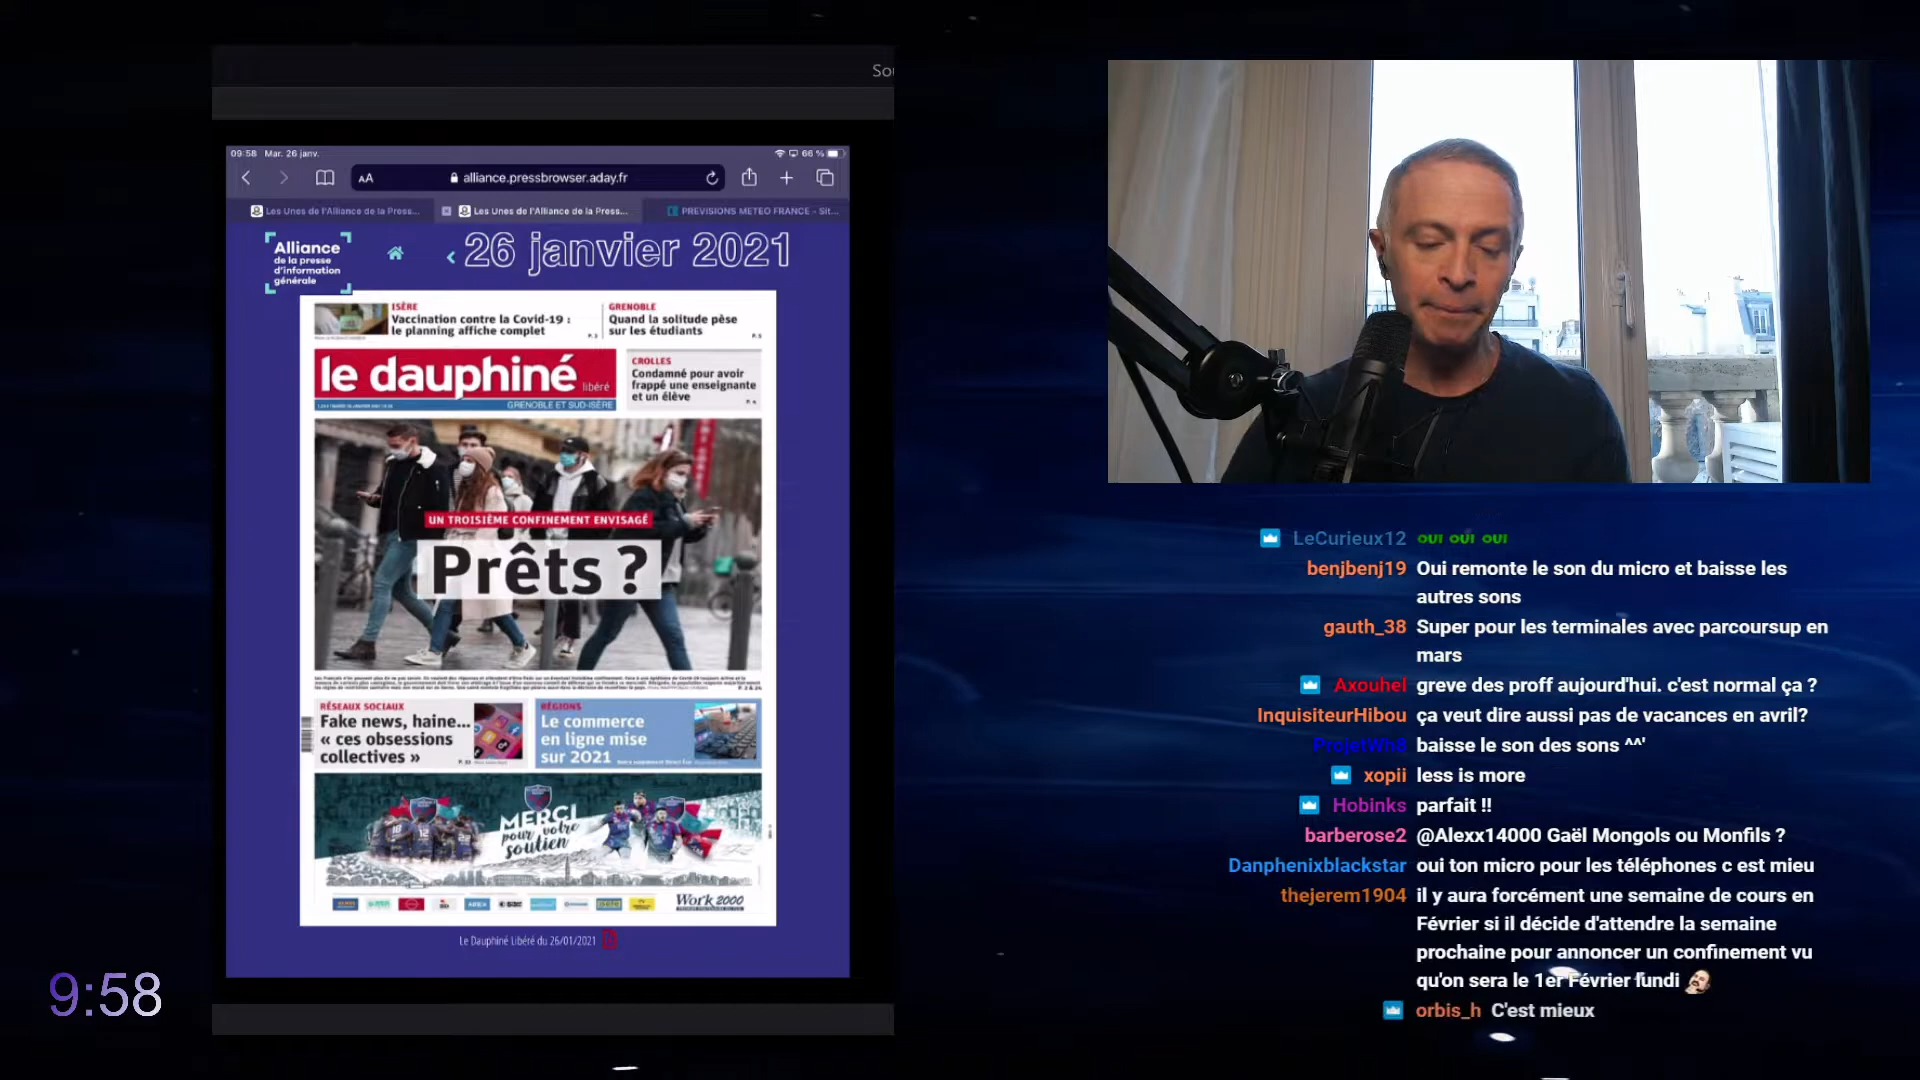 Sou
09:58 Mar. 26 janv.
66 %
AA
alliance.pressbrowser.aday.fr
Les Unes de l'Alliance de la Press...
Les Unes de l'Alliance de la Press...
PREVISIONS METEO FRANCE - Sit...
Alliance
de la presse
d'information
générale
26 janvier 2021
ISÈRE
Vaccination contre la Covid-19 :
le planning affiche complet
P. 3
GRENOBLE
Quand la solitude pèse
sur les étudiants
P. 5
le dauphiné
libéré
GRENOBLE ET SUD-ISÈRE
CROLLES
Condamné pour avoir
frappé une enseignante
et un élève
P. 4
UN TROISIÈME CONFINEMENT ENVISAGÉ
Prêts ?
RÉSEAUX SOCIAUX
Fake news, haine...
« ces obsessions
collectives »
RÉGIONS
Le commerce
en ligne mise
sur 2021
MERCI
pour votre
soutien
Work 2000
Le Dauphiné Libéré du 26/01/2021
9:58
LeCurieux12 OUI OUI OUI
benjbenj19 Oui remonte le son du micro et baisse les
autres sons
gauth_38 Super pour les terminales avec parcoursup en
mars
Axouhel greve des proff aujourd'hui. c'est normal ça ?
InquisiteurHibou ça veut dire aussi pas de vacances en avril?
ProjetWh8 baisse le son des sons ^^'
xopii less is more
Hobinks parfait !!
barberose2 @Alexx14000 Gaël Mongols ou Monfils ?
Danphenixblackstar oui ton micro pour les téléphones c est mieu
thejerem1904 il y aura forcément une semaine de cours en
Février si il décide d'attendre la semaine
prochaine pour annoncer un confinement vu
qu'on sera le 1er Février lundi
orbis_h C'est mieux